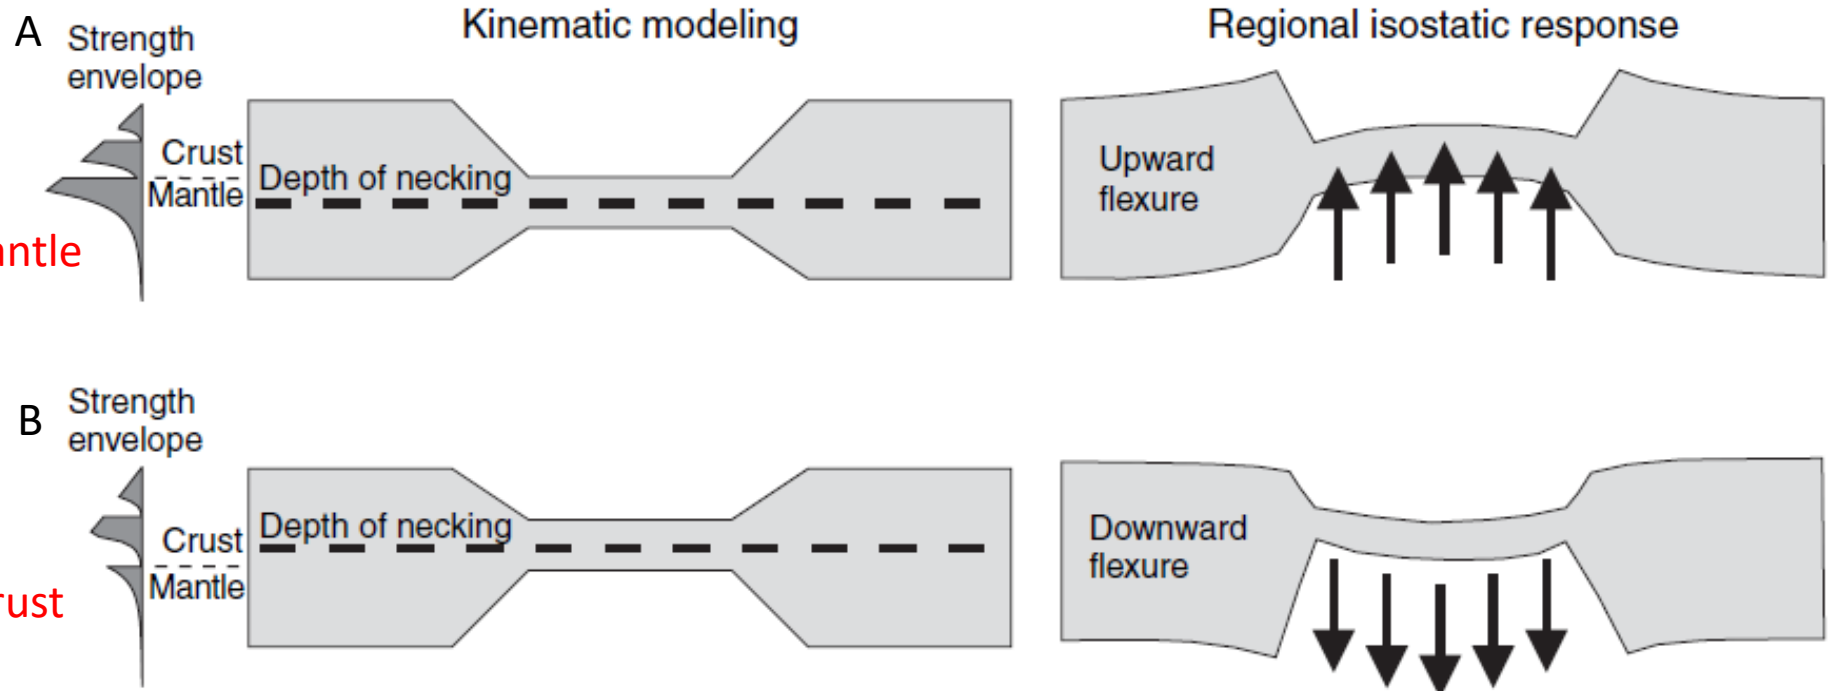 A
Strength
envelope
Kinematic modeling
Regional isostatic response
Crust
Mantle
Depth of necking
Upward
flexure
antle
B
Strength
envelope
Crust
Mantle
Depth of necking
Downward
flexure
rust